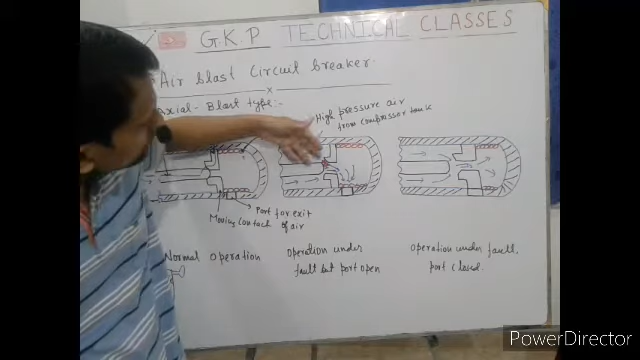 GKP TECHNICAL CLASSES
Air blast Circuit breaker.
Axial-Blast type:-
High pressure air
from compressor tank
Port for exit
of air
Moving contact
Normal operation
operation under
fault but port open
operation under fault,
port closed.
PowerDirector